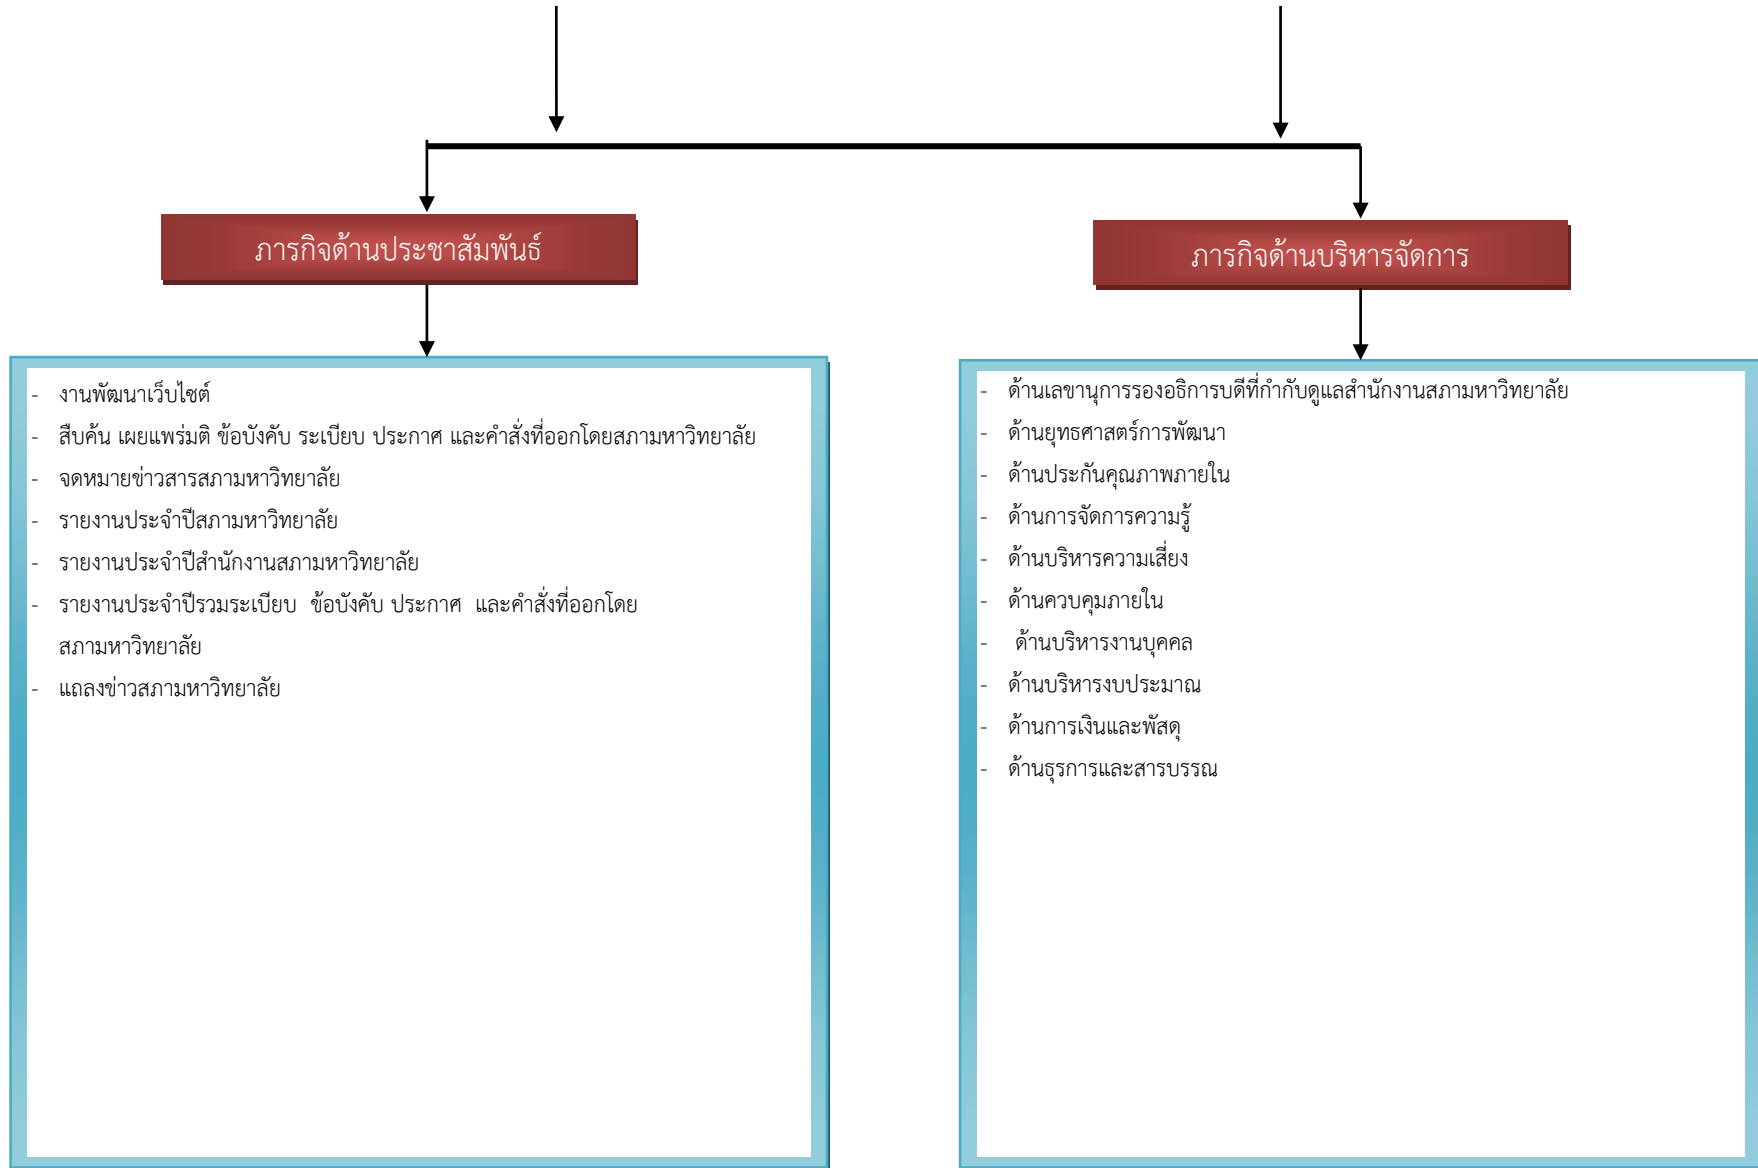 ภารกิจด้านประชาสัมพันธ์
- งานพัฒนาเว็บไซต์
- สืบค้น เผยแพร่มติ ข้อบังคับ ระเบียบ ประกาศ และคำสั่งที่ออกโดยสภามหาวิทยาลัย
- จดหมายข่าวสารสภามหาวิทยาลัย
- รายงานประจำปีสภามหาวิทยาลัย
- รายงานประจำปีสำนักงานสภามหาวิทยาลัย
- รายงานประจำปีรวมระเบียบ ข้อบังคับ ประกาศ และคำสั่งที่ออกโดย
สภามหาวิทยาลัย
- แถลงข่าวสภามหาวิทยาลัย
ภารกิจด้านบริหารจัดการ
- ด้านเลขานุการรองอธิการบดีที่กำกับดูแลสำนักงานสภามหาวิทยาลัย
- ด้านยุทธศาสตร์การพัฒนา
- ด้านประกันคุณภาพภายใน
- ด้านการจัดการความรู้
- ด้านบริหารความเสี่ยง
- ด้านควบคุมภายใน
- ด้านบริหารงานบุคคล
- ด้านบริหารงบประมาณ
- ด้านการเงินและพัสดุ
- ด้านธุรการและสารบรรณ